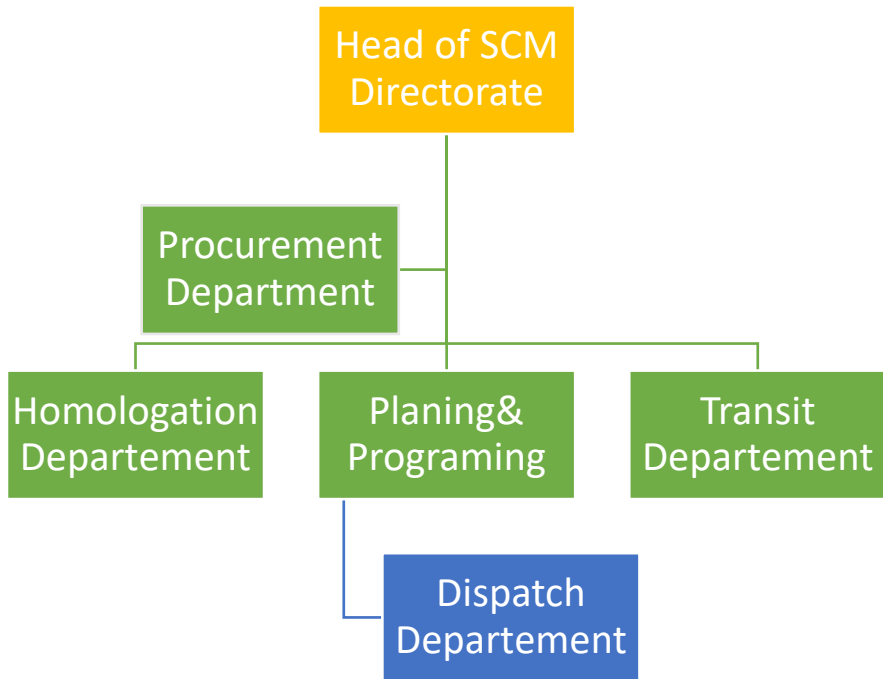 Head of SCM
Directorate
Procurement
Department
Homologation
Departement
Planing&
Programing
Transit
Departement
Dispatch
Departement